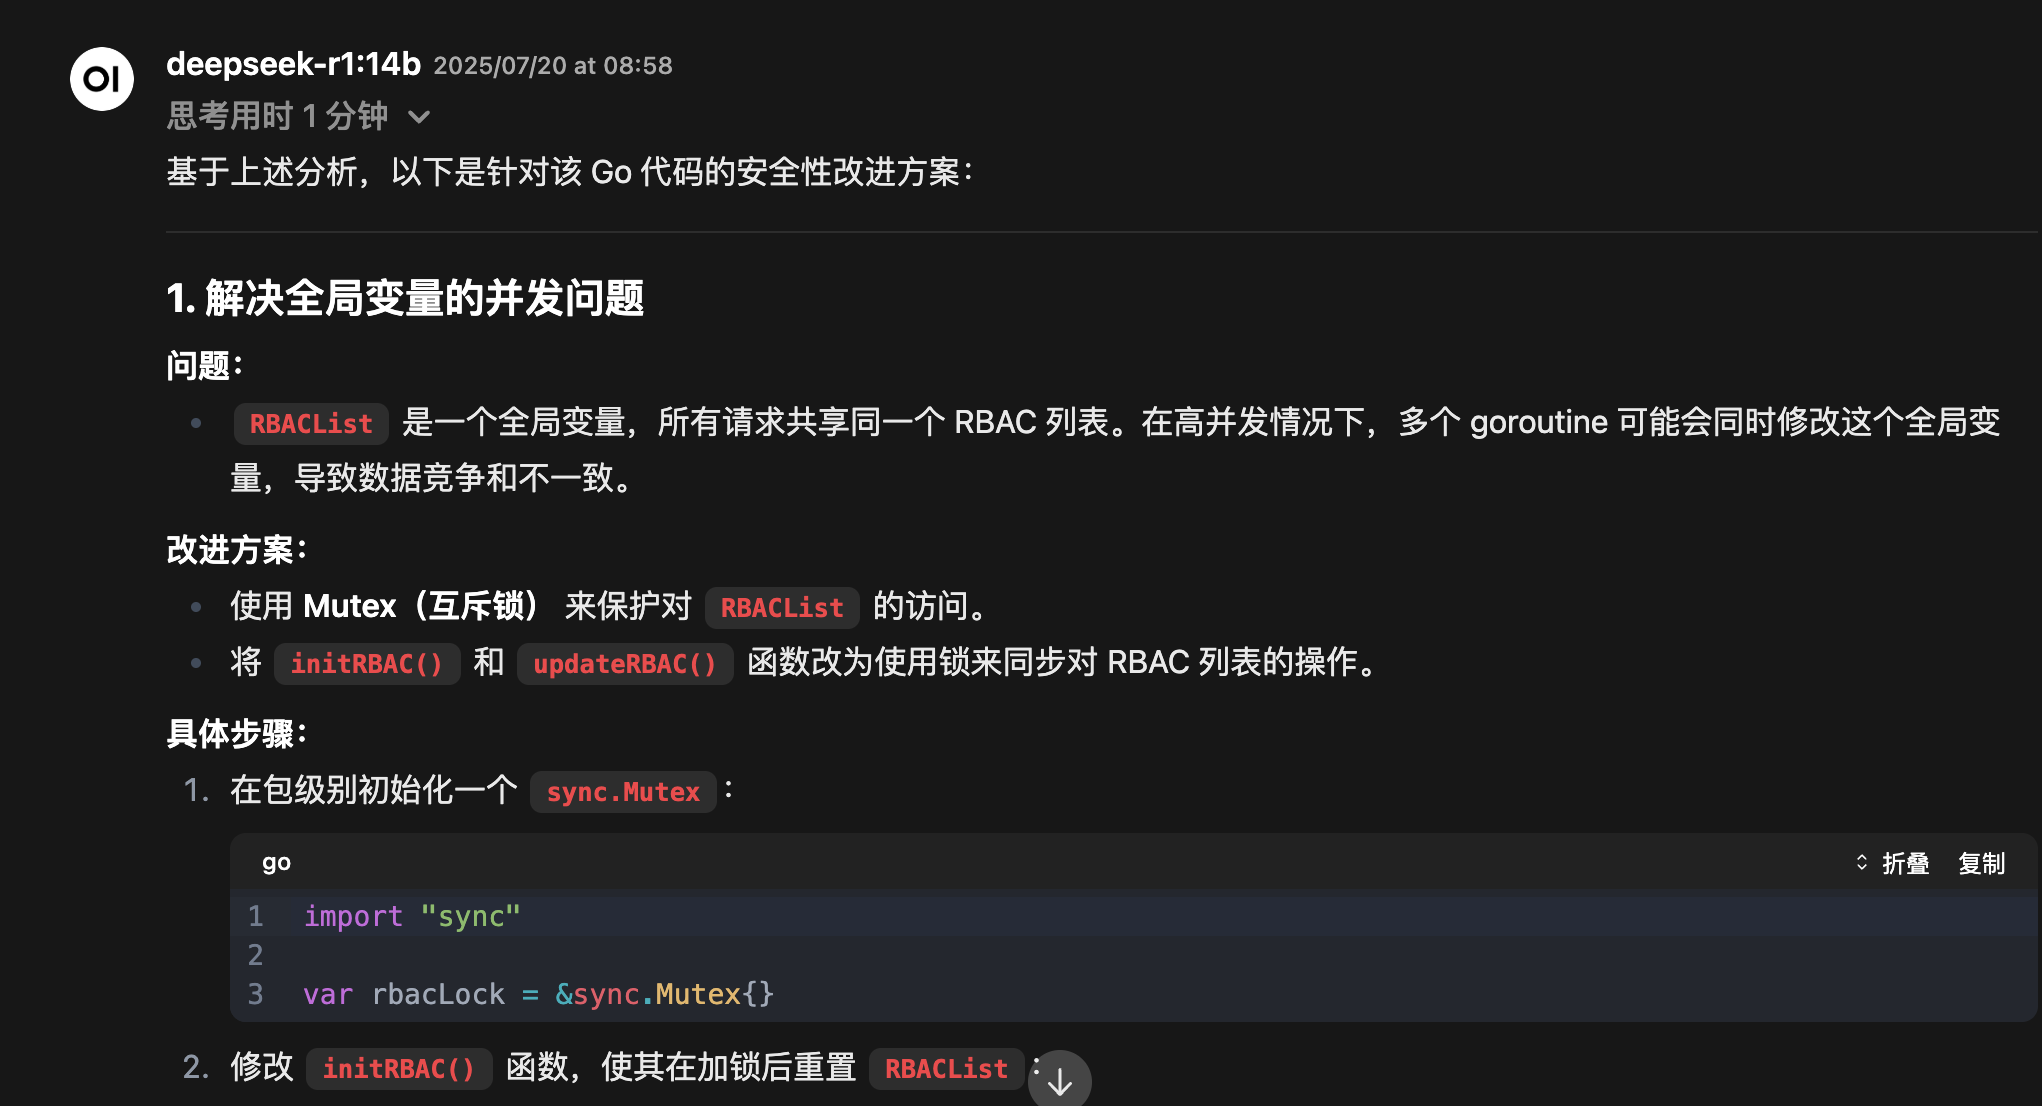 OI
deepseek-r1:14b 2025/07/20 at 08:58
思考用时 1 分钟
基于上述分析，以下是针对该 Go 代码的安全性改进方案：
1. 解决全局变量的并发问题
问题：
RBACList 是一个全局变量，所有请求共享同一个 RBAC 列表。在高并发情况下，多个 goroutine 可能会同时修改这个全局变
量，导致数据竞争和不一致。
改进方案：
使用 Mutex（互斥锁） 来保护对 RBACList 的访问。
将 initRBAC() 和 updateRBAC() 函数改为使用锁来同步对 RBAC 列表的操作。
具体步骤：
1. 在包级别初始化一个 sync.Mutex ：
go 折叠 复制
1 import "sync"
2
3 var rbacLock = &sync.Mutex{}
2. 修改 initRBAC() 函数，使其在加锁后重置 RBACList ：